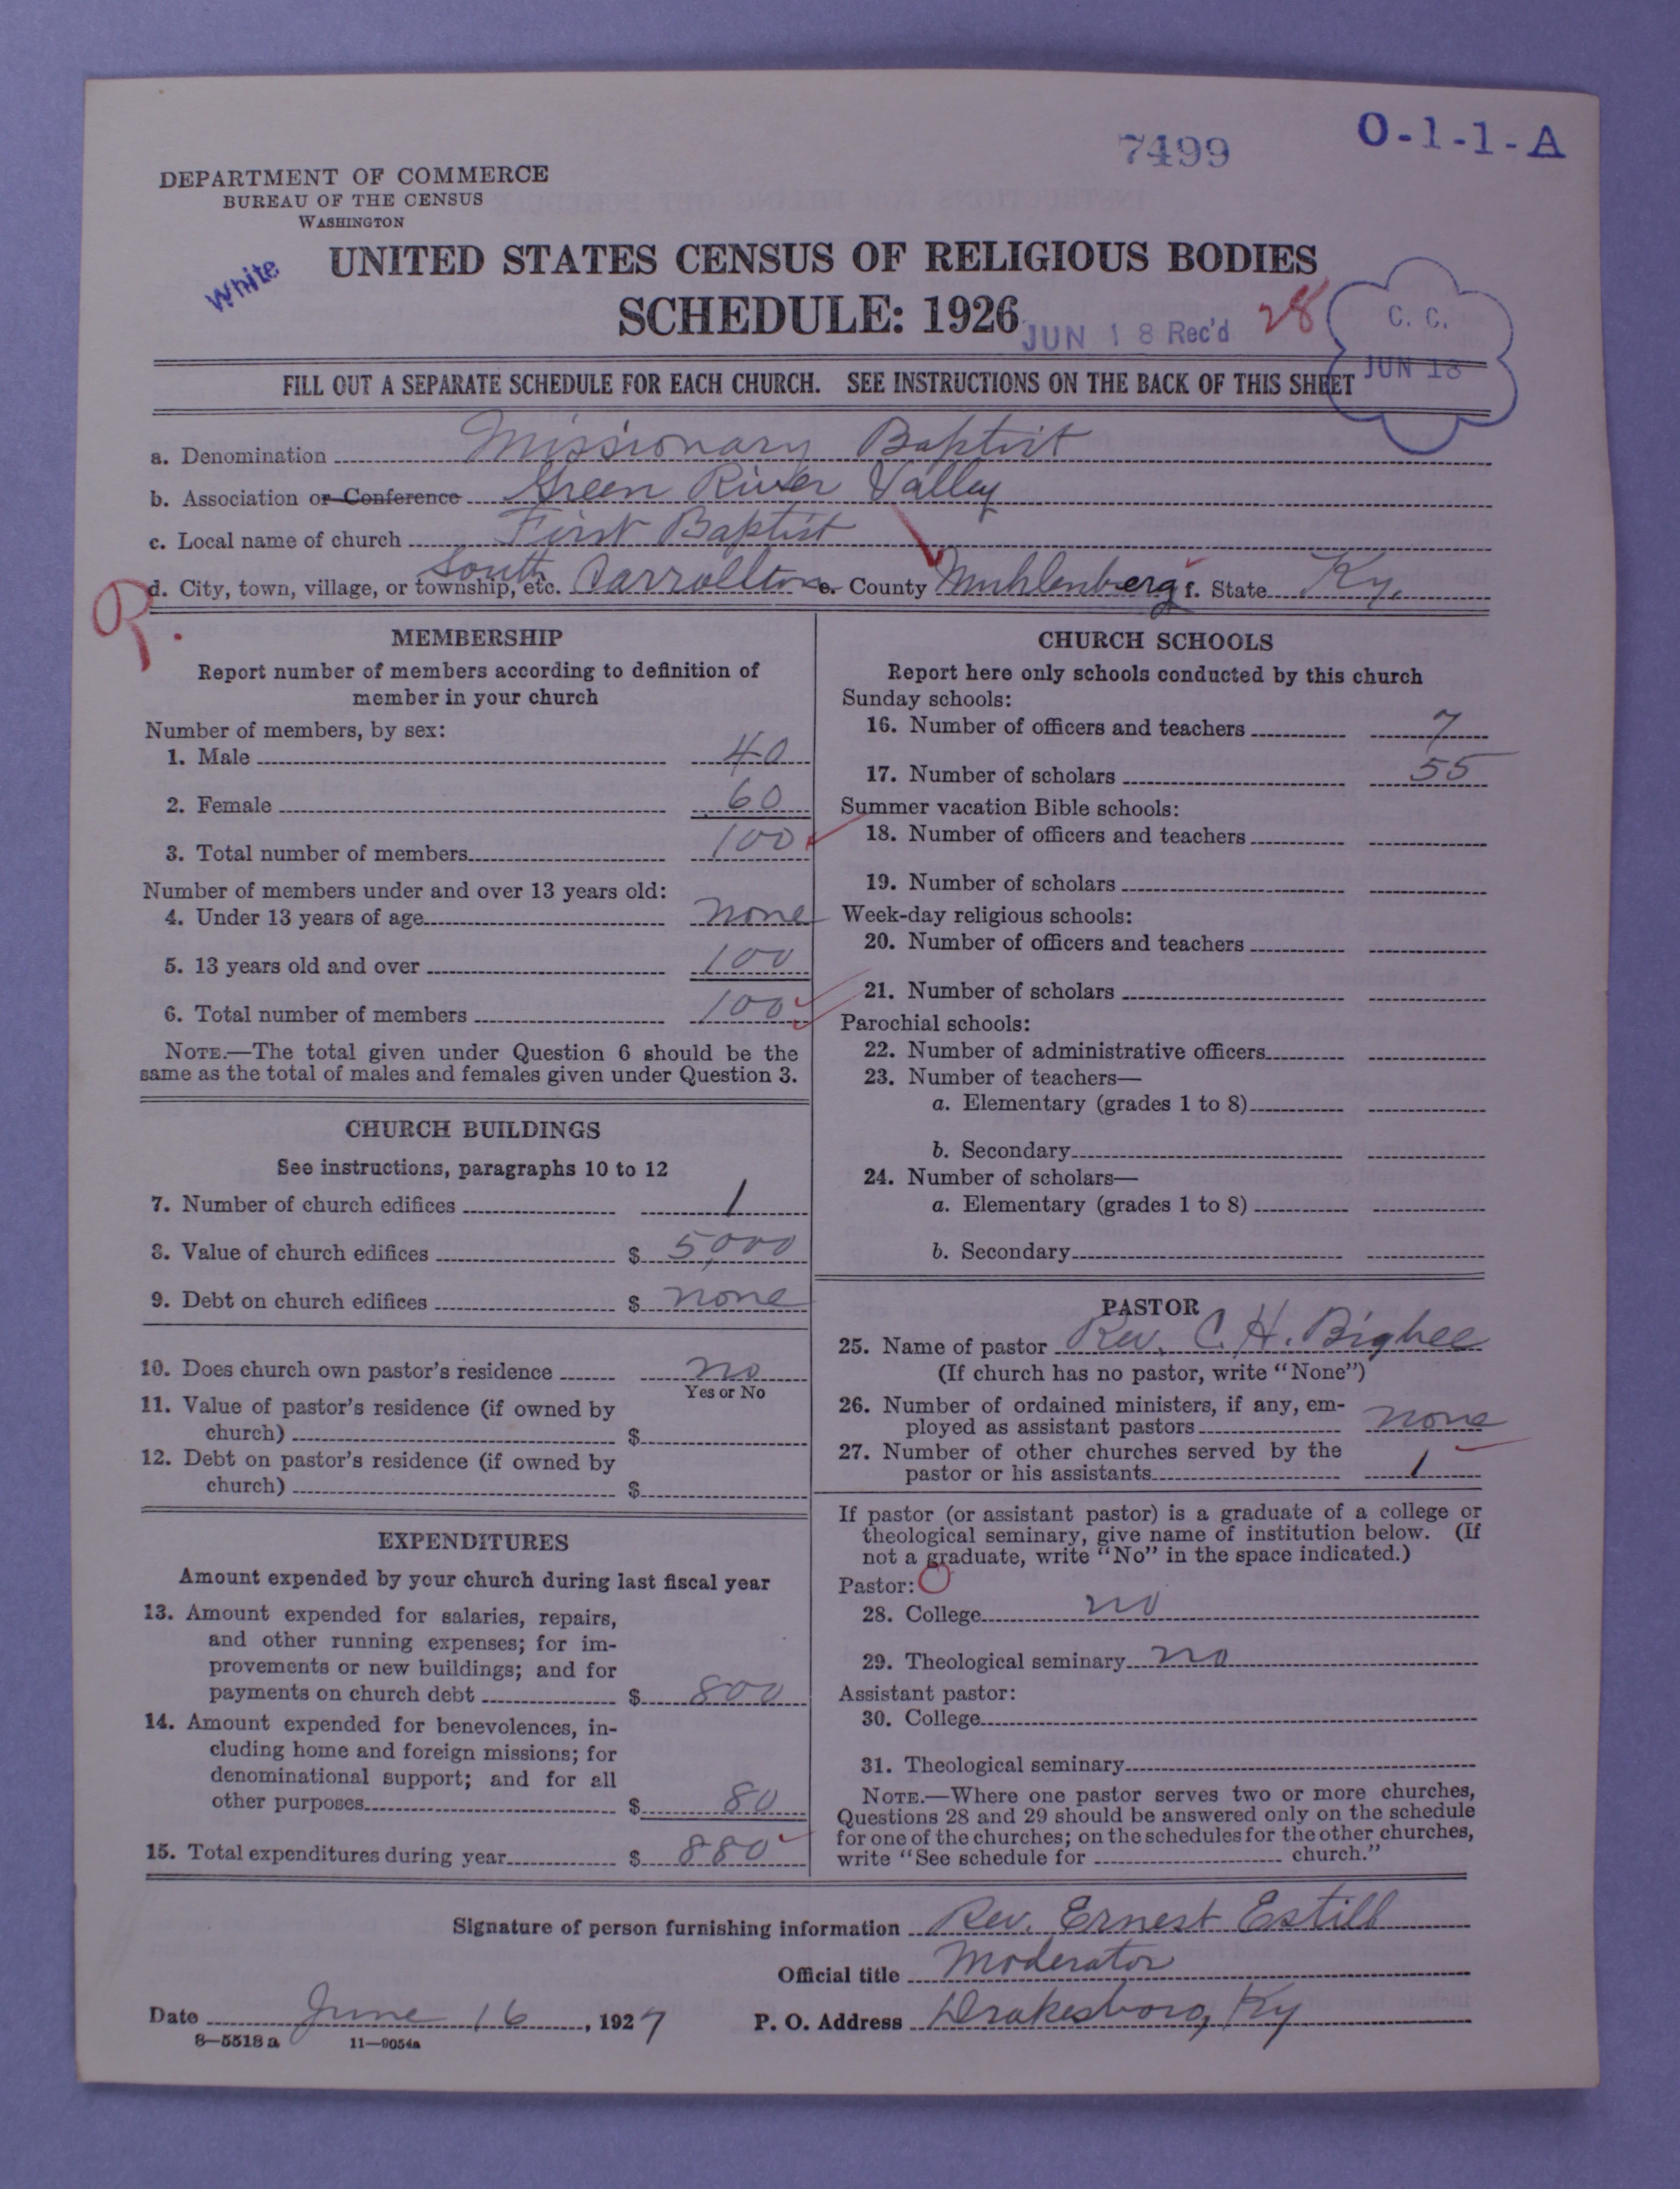 7499
O-1-1-A
DEPARTMENT OF COMMERCE
BUREAU OF THE CENSUS
WASHINGTON
White
UNITED STATES CENSUS OF RELIGIOUS BODIES
SCHEDULE: 1926
JUN 18 Rec'd
28
C. C.
JUN 18
FILL OUT A SEPARATE SCHEDULE FOR EACH CHURCH. SEE INSTRUCTIONS ON THE BACK OF THIS SHEET
a. Denomination Missionary Baptist
b. Association or Conference Green River Valley
c. Local name of church First Baptist
d. City, town, village, or township, etc. South Carrollton e. County Muhlenberg f. State Ky.
MEMBERSHIP
Report number of members according to definition of
member in your church
Number of members, by sex:
1. Male 40
2. Female 60
3. Total number of members 100
Number of members under and over 13 years old:
4. Under 13 years of age none
5. 13 years old and over 100
6. Total number of members 100
NOTE.—The total given under Question 6 should be the
same as the total of males and females given under Question 3.
CHURCH BUILDINGS
See instructions, paragraphs 10 to 12
7. Number of church edifices 1
8. Value of church edifices $ 5,000
9. Debt on church edifices $ none
10. Does church own pastor's residence no
Yes or No
11. Value of pastor's residence (if owned by
church) $
12. Debt on pastor's residence (if owned by
church) $
EXPENDITURES
Amount expended by your church during last fiscal year
13. Amount expended for salaries, repairs,
and other running expenses; for im-
provements or new buildings; and for
payments on church debt $ 800
14. Amount expended for benevolences, in-
cluding home and foreign missions; for
denominational support; and for all
other purposes $ 80
15. Total expenditures during year $ 880
CHURCH SCHOOLS
Report here only schools conducted by this church
Sunday schools:
16. Number of officers and teachers 7
17. Number of scholars 55
Summer vacation Bible schools:
18. Number of officers and teachers
19. Number of scholars
Week-day religious schools:
20. Number of officers and teachers
21. Number of scholars
Parochial schools:
22. Number of administrative officers
23. Number of teachers—
a. Elementary (grades 1 to 8)
b. Secondary
24. Number of scholars—
a. Elementary (grades 1 to 8)
b. Secondary
PASTOR
25. Name of pastor Rev. C. H. Bigbee
(If church has no pastor, write "None")
26. Number of ordained ministers, if any, em-
ployed as assistant pastors none
27. Number of other churches served by the
pastor or his assistants 1
If pastor (or assistant pastor) is a graduate of a college or
theological seminary, give name of institution below. (If
not a graduate, write "No" in the space indicated.)
Pastor:
28. College no
29. Theological seminary no
Assistant pastor:
30. College
31. Theological seminary
NOTE.—Where one pastor serves two or more churches,
Questions 28 and 29 should be answered only on the schedule
for one of the churches; on the schedules for the other churches,
write "See schedule for church."
Signature of person furnishing information Rev. Ernest Estill
Official title Moderator
Date June 16, 1927 P. O. Address Drakesboro, Ky
8—5518 a 11—9054a